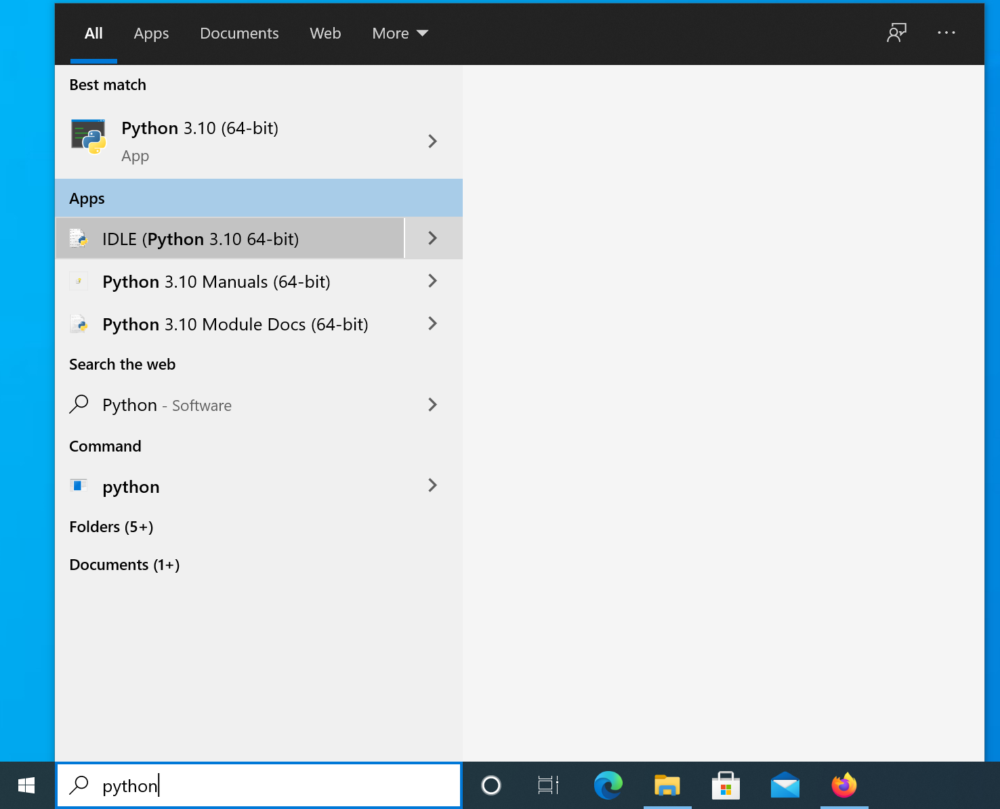 All Apps Documents Web More
Best match
Python 3.10 (64-bit)
App
Apps
IDLE (Python 3.10 64-bit)
Python 3.10 Manuals (64-bit)
Python 3.10 Module Docs (64-bit)
Search the web
Python - Software
Command
python
Folders (5+)
Documents (1+)
python